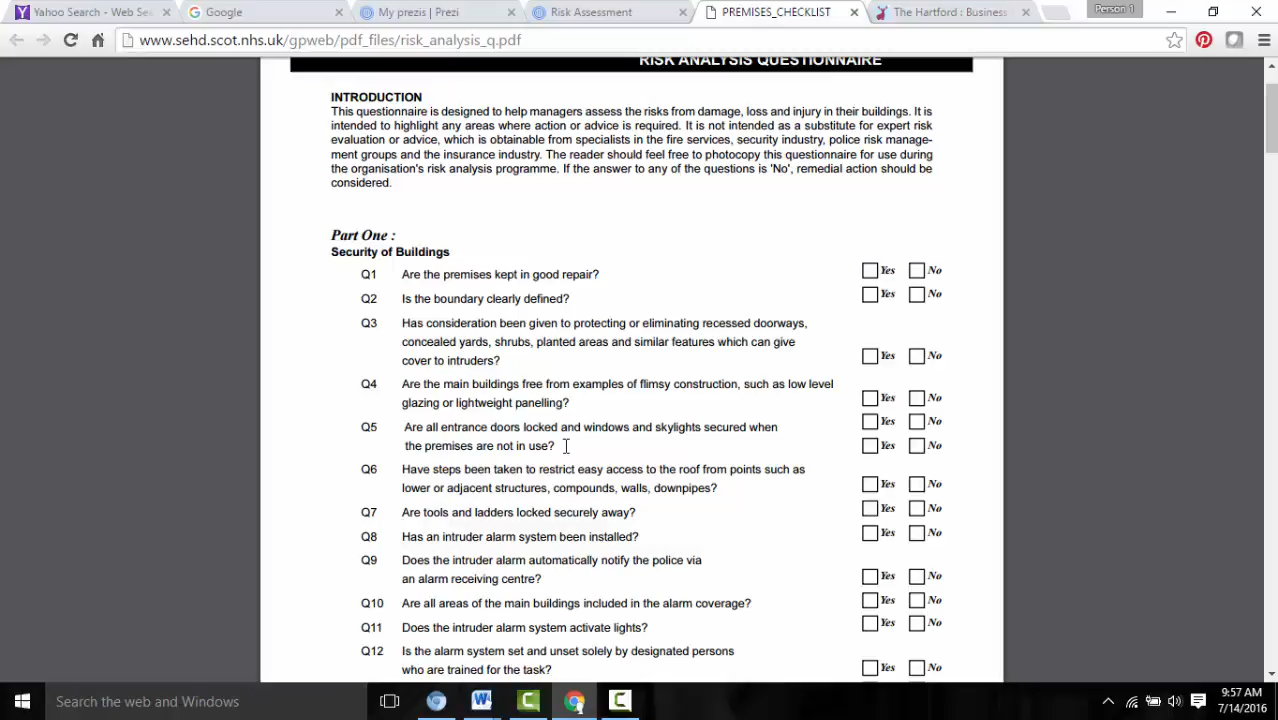 Yahoo Search - Web Se
Google
My prezis | Prezi
Risk Assessment
PREMISES_CHECKLIST
The Hartford : Business
Person 1
www.sehd.scot.nhs.uk/gpweb/pdf_files/risk_analysis_q.pdf
RISK ANALYSIS QUESTIONNAIRE
INTRODUCTION
This questionnaire is designed to help managers assess the risks from damage, loss and injury in their buildings. It is
intended to highlight any areas where action or advice is required. It is not intended as a substitute for expert risk
evaluation or advice, which is obtainable from specialists in the fire services, security industry, police risk manage-
ment groups and the insurance industry. The reader should feel free to photocopy this questionnaire for use during
the organisation's risk analysis programme. If the answer to any of the questions is 'No', remedial action should be
considered.
Part One :
Security of Buildings
Q1 Are the premises kept in good repair? Yes No
Q2 Is the boundary clearly defined? Yes No
Q3 Has consideration been given to protecting or eliminating recessed doorways,
concealed yards, shrubs, planted areas and similar features which can give
cover to intruders? Yes No
Q4 Are the main buildings free from examples of flimsy construction, such as low level
glazing or lightweight panelling? Yes No
Q5 Are all entrance doors locked and windows and skylights secured when Yes No
the premises are not in use? Yes No
Q6 Have steps been taken to restrict easy access to the roof from points such as
lower or adjacent structures, compounds, walls, downpipes? Yes No
Q7 Are tools and ladders locked securely away? Yes No
Q8 Has an intruder alarm system been installed? Yes No
Q9 Does the intruder alarm automatically notify the police via
an alarm receiving centre? Yes No
Q10 Are all areas of the main buildings included in the alarm coverage? Yes No
Q11 Does the intruder alarm system activate lights? Yes No
Q12 Is the alarm system set and unset solely by designated persons
who are trained for the task? Yes No
Search the web and Windows
9:57 AM
7/14/2016